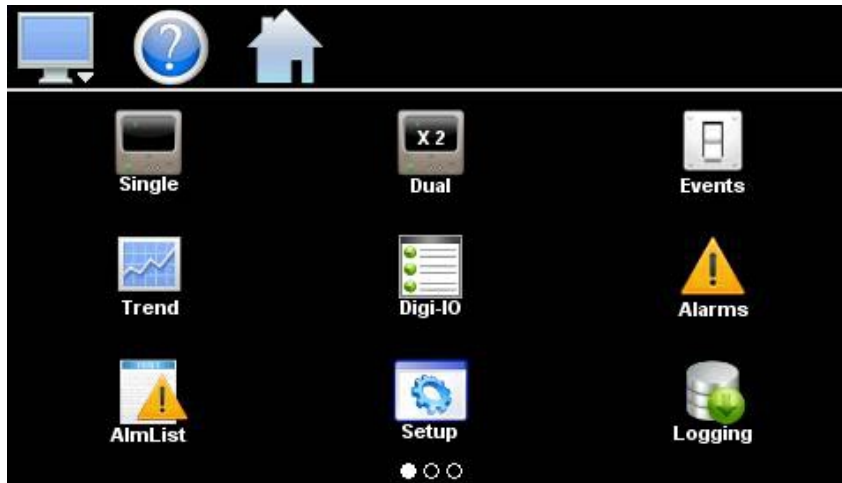 ?
X 2
Single
Dual
Events
Trend
Digi-IO
Alarms
AlmList
Setup
Logging